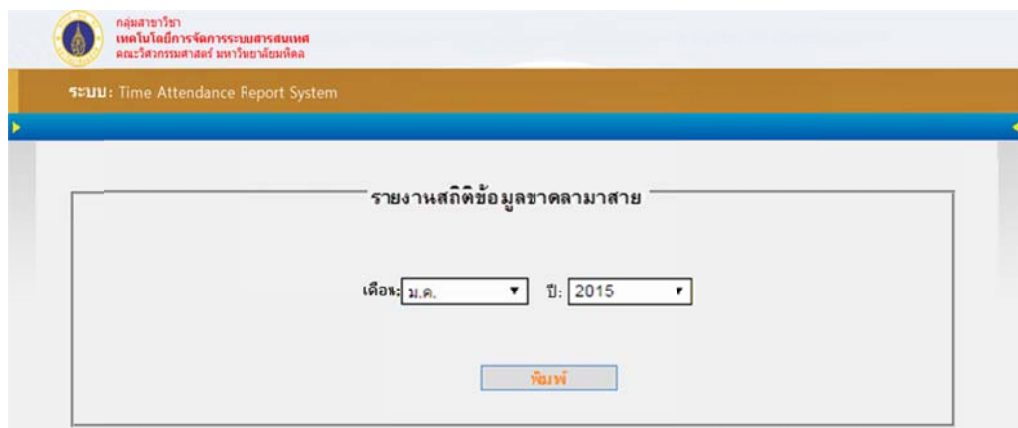 กลุ่มสาขาวิชา
เทคโนโลยีการจัดการระบบสารสนเทศ
คณะวิศวกรรมศาสตร์ มหาวิทยาลัยมหิดล
ระบบ: Time Attendance Report System
รายงานสถิติข้อมูลขาดลามาสาย
เดือน: ม.ค. ปี: 2015
พิมพ์